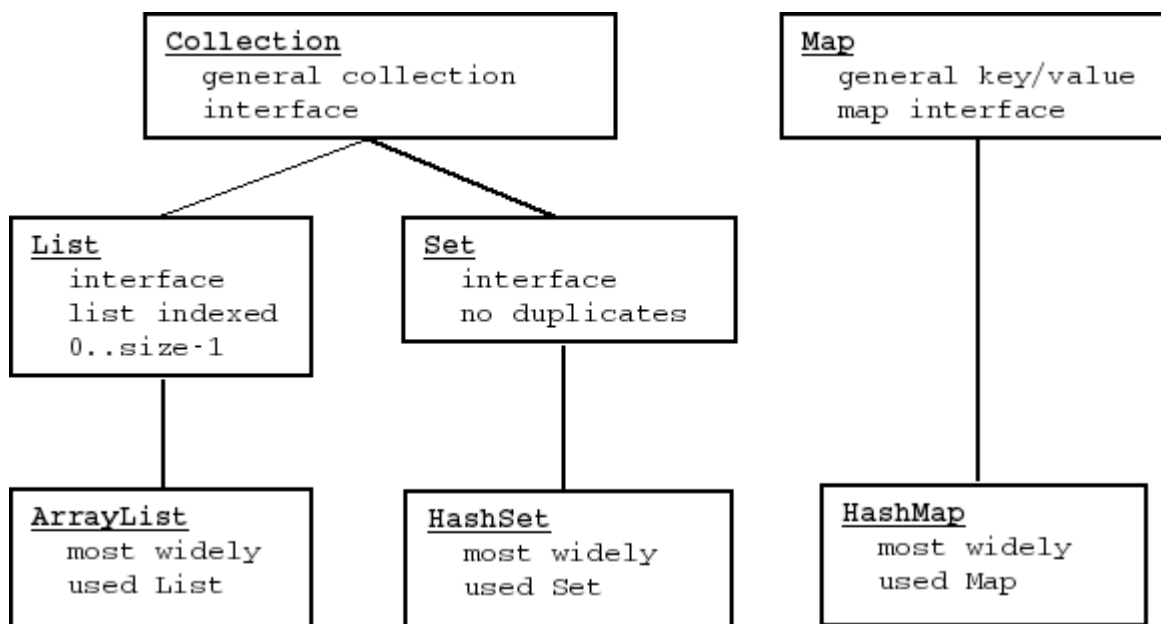 Collection
general collection
interface
Map
general key/value
map interface
List
interface
list indexed
0..size-1
Set
interface
no duplicates
ArrayList
most widely
used List
HashSet
most widely
used Set
HashMap
most widely
used Map